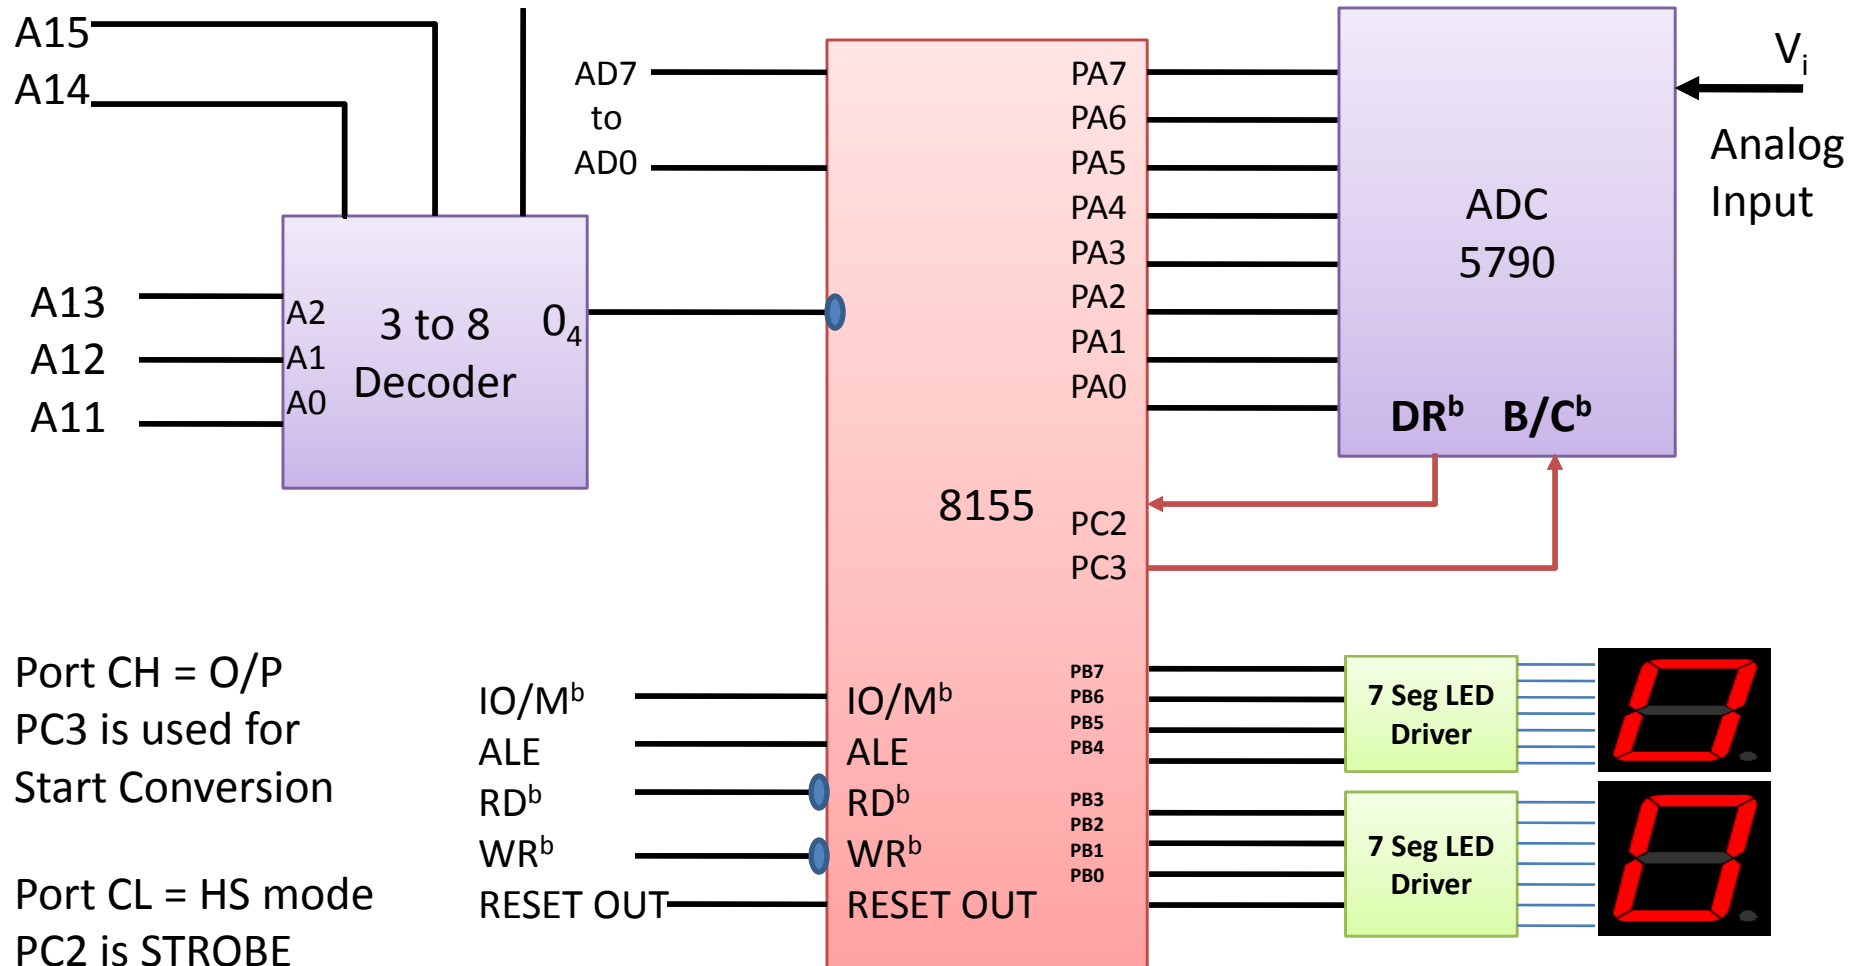 A15
A14
A13
A12
A11
A2
A1
A0
3 to 8
Decoder
O4
AD7
to
AD0
8155
PA7
PA6
PA5
PA4
PA3
PA2
PA1
PA0
PC2
PC3
ADC
5790
DRb B/Cb
Vi
Analog
Input
Port CH = O/P
PC3 is used for
Start Conversion
Port CL = HS mode
PC2 is STROBE
IO/Mb
ALE
RDb
WRb
RESET OUT
IO/Mb
ALE
RDb
WRb
RESET OUT
PB7
PB6
PB5
PB4
PB3
PB2
PB1
PB0
7 Seg LED
Driver
7 Seg LED
Driver